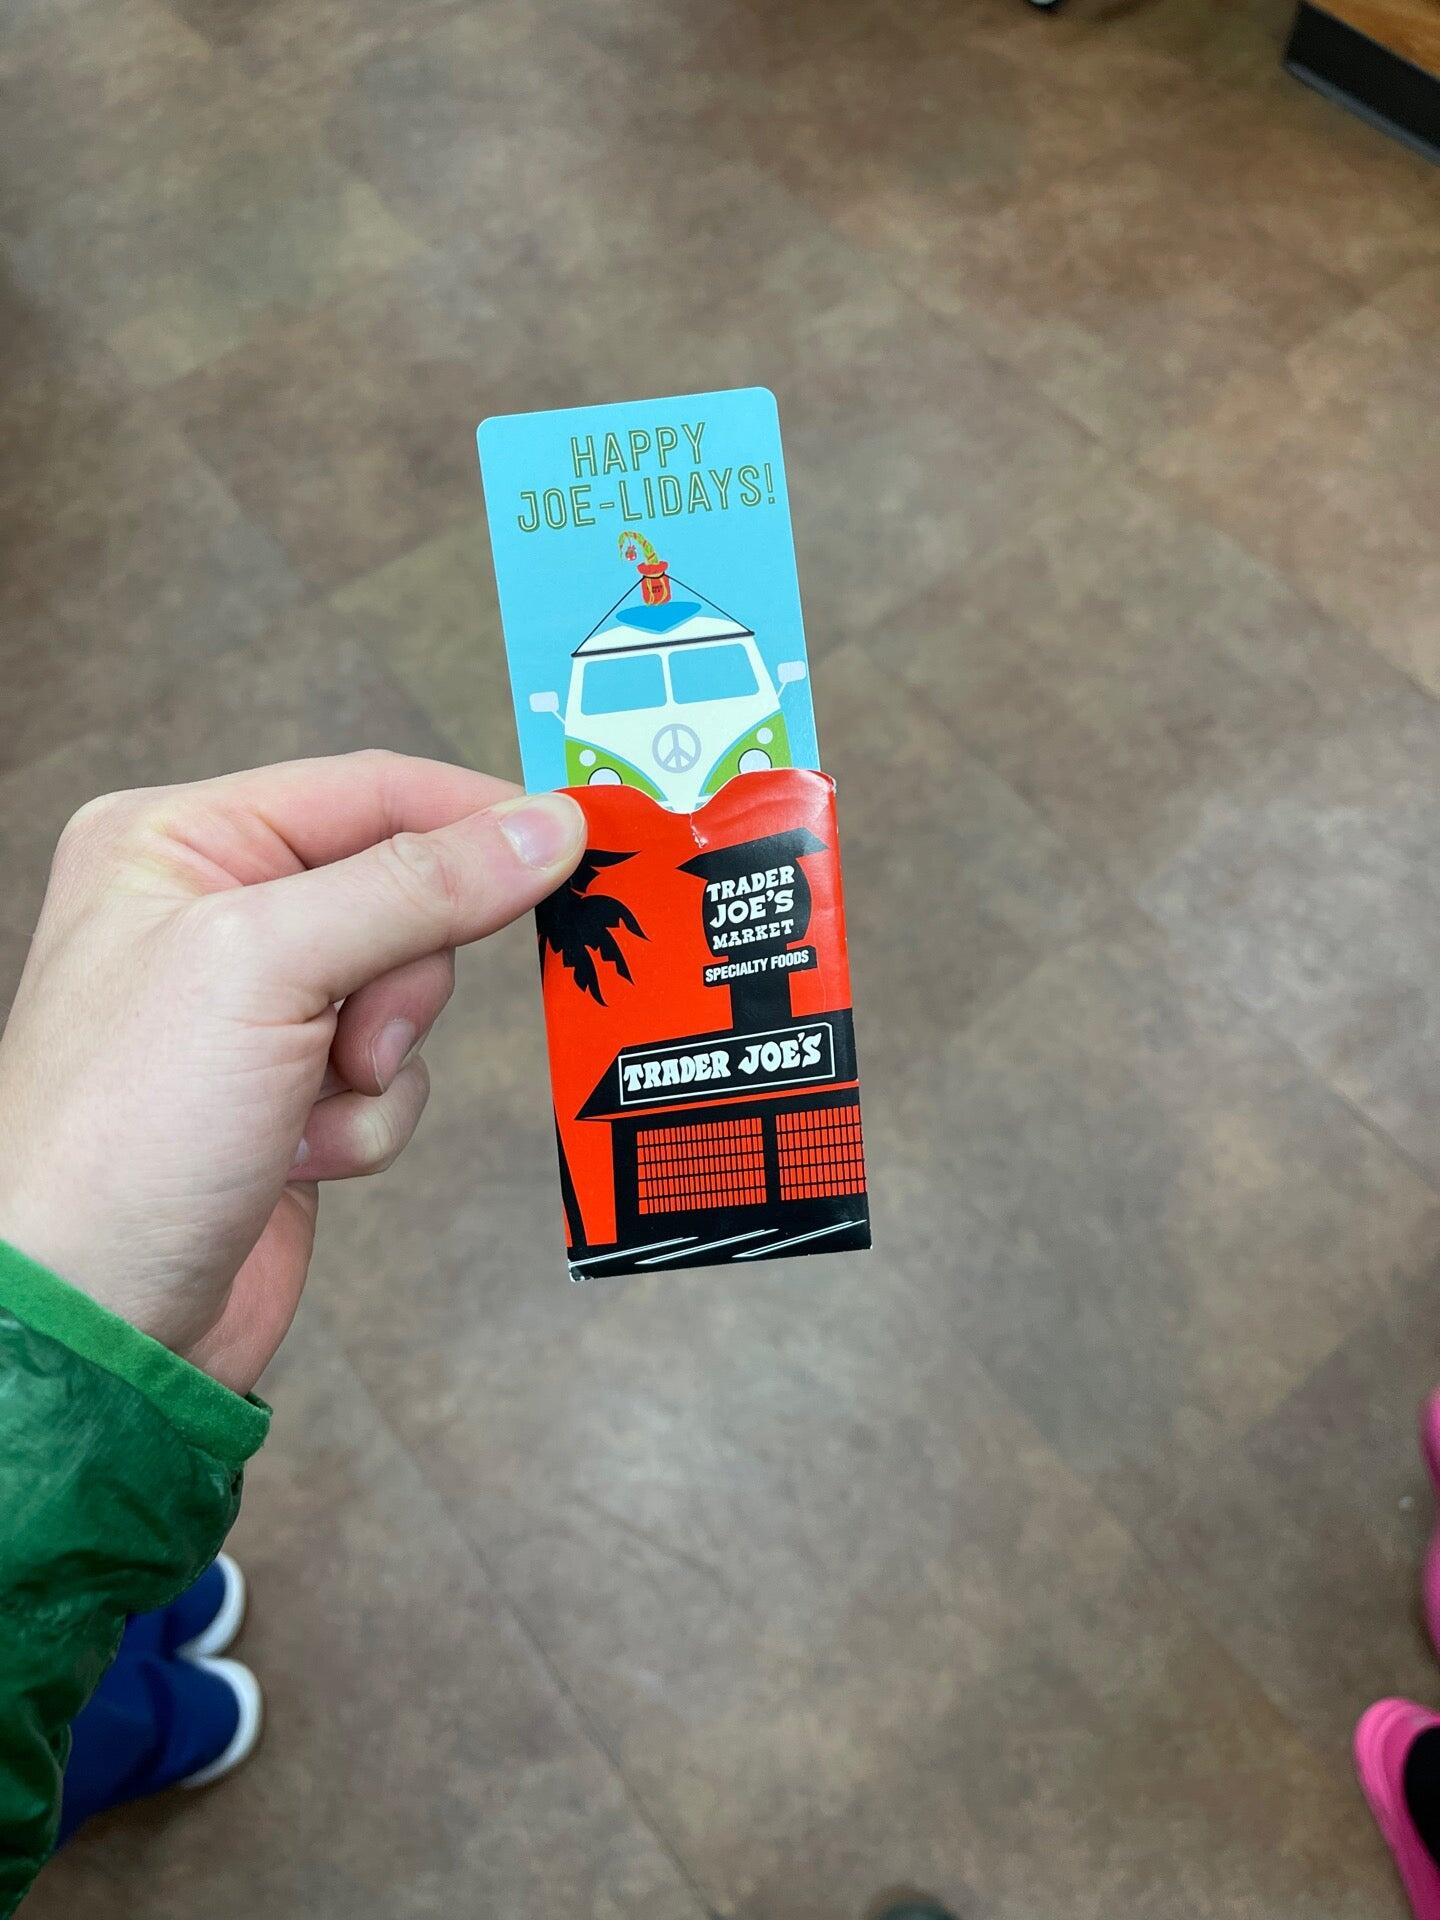 HAPPY
JOE-LIDAYS!
TRADER
JOE'S
MARKET
SPECIALTY FOODS
TRADER JOE'S